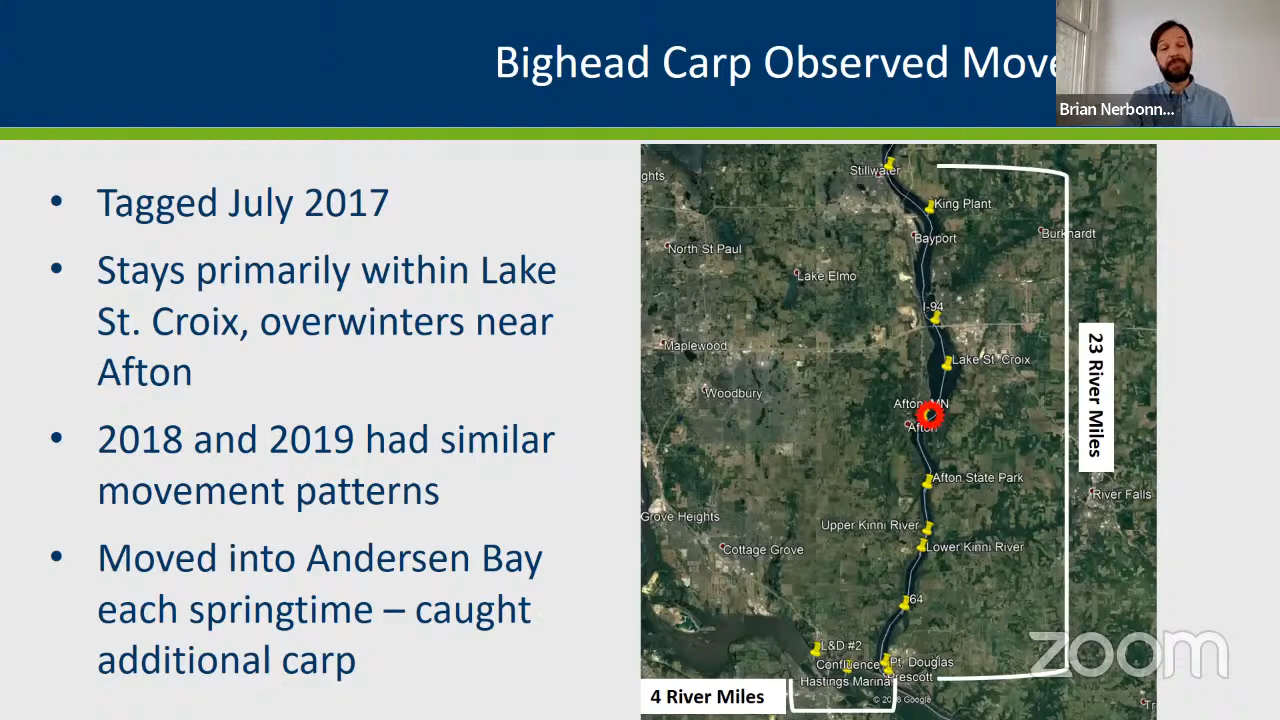 Bighead Carp Observed Move
Brian Nerbonn...
• Tagged July 2017
• Stays primarily within Lake
St. Croix, overwinters near
Afton
• 2018 and 2019 had similar
movement patterns
• Moved into Andersen Bay
each springtime – caught
additional carp
Stillwater
ghts
King Plant
Burkhardt
Bayport
North St Paul
Lake Elmo
I-94
Maplewood
Lake St. Croix
23 River Miles
Woodbury
Afton, MN
Afton
Afton State Park
River Falls
Grove Heights
Upper Kinni River
Cottage Grove
Lower Kinni River
64
L&D #2
Confluence
Pt. Douglas
Prescott
Hastings Marina
4 River Miles
Google
Tr
zoom